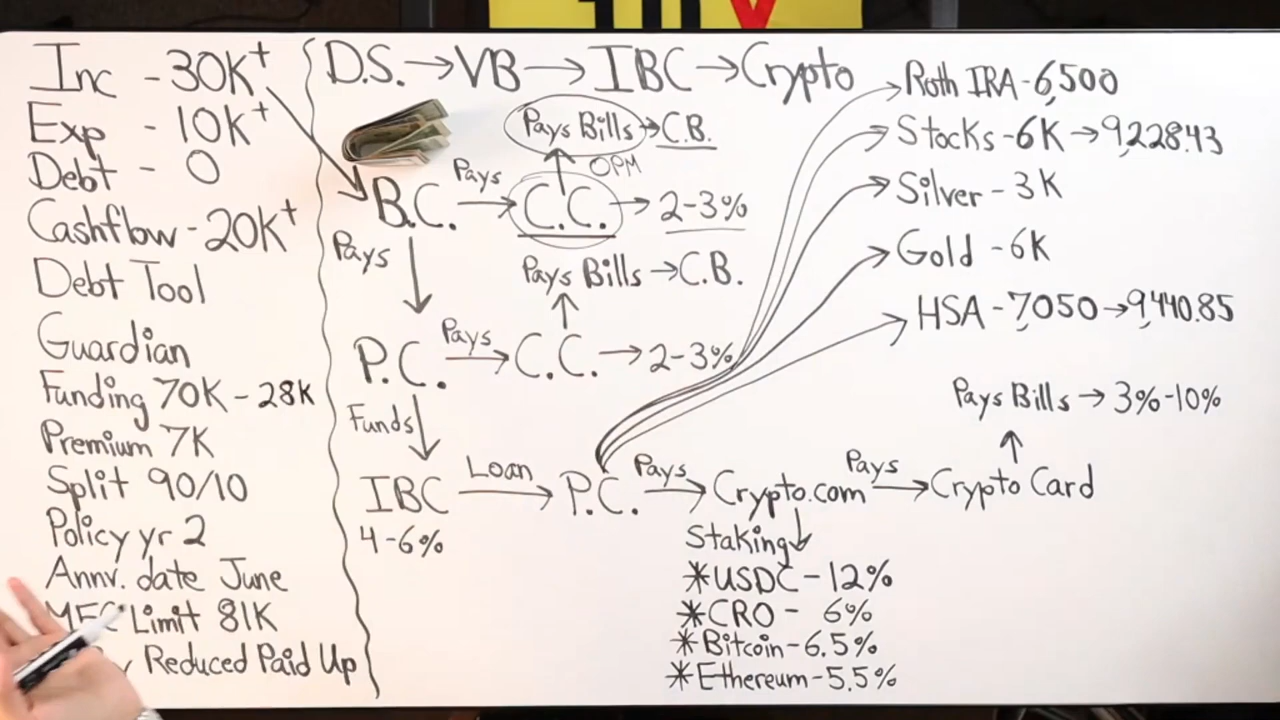 Inc - 30K+
Exp - 10K+
Debt - 0
Cashflow - 20K+
Debt Tool
Guardian
Funding 70K - 28K
Premium 7K
Split 90/10
Policy yr 2
Annv. date June
Limit 81K
Reduced Paid Up
D.S. → VB → IBC → Crypto
Pays Bills → C.B.
OPM
B.C. Pays → C.C. → 2-3%
Pays
Pays Bills → C.B.
P.C. Pays → C.C. → 2-3%
Funds
IBC Loan → P.C. Pays → Crypto.com Pays → Crypto Card
4-6%
Pays Bills → 3%-10%
Staking
*USDC - 12%
*CRO - 6%
*Bitcoin - 6.5%
*Ethereum - 5.5%
Roth IRA - 6,500
Stocks - 6K → 9,228.43
Silver - 3K
Gold - 6K
HSA - 7,050 → 9,440.85